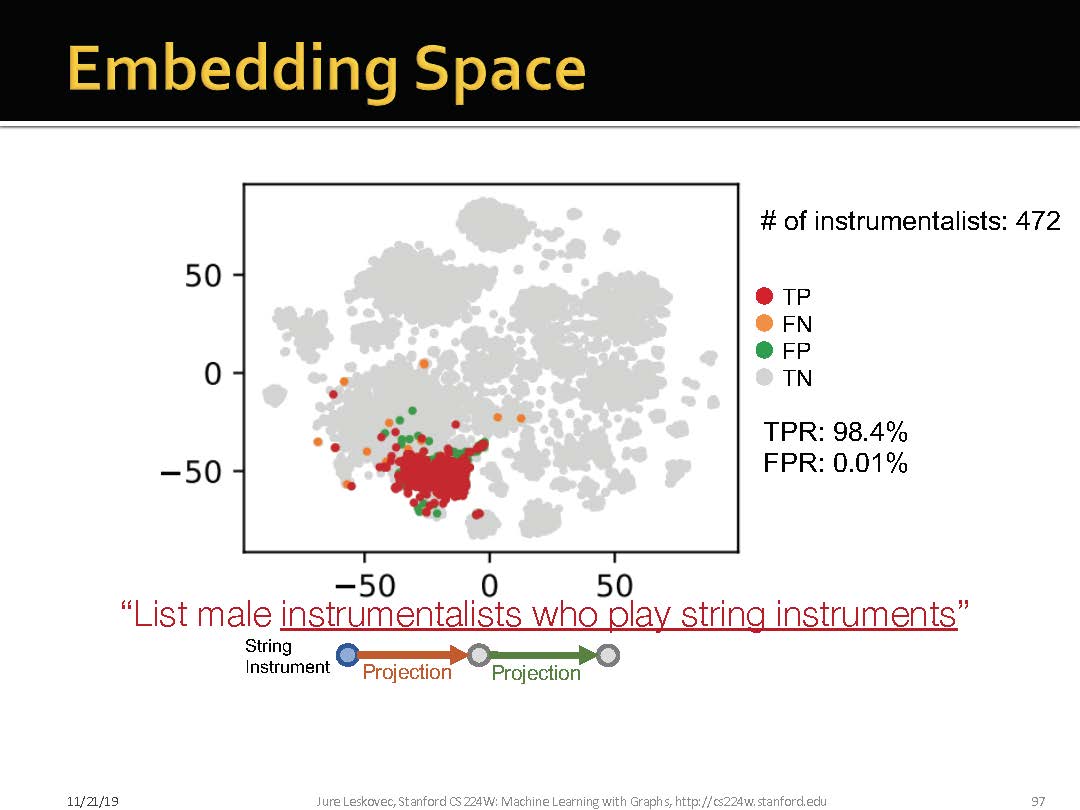 Embedding Space
# of instrumentalists: 472
50
0
−50
−50 0 50
TP
FN
FP
TN
TPR: 98.4%
FPR: 0.01%
“List male instrumentalists who play string instruments”
String
Instrument
Projection Projection
11/21/19 Jure Leskovec, Stanford CS224W: Machine Learning with Graphs, http://cs224w.stanford.edu 97